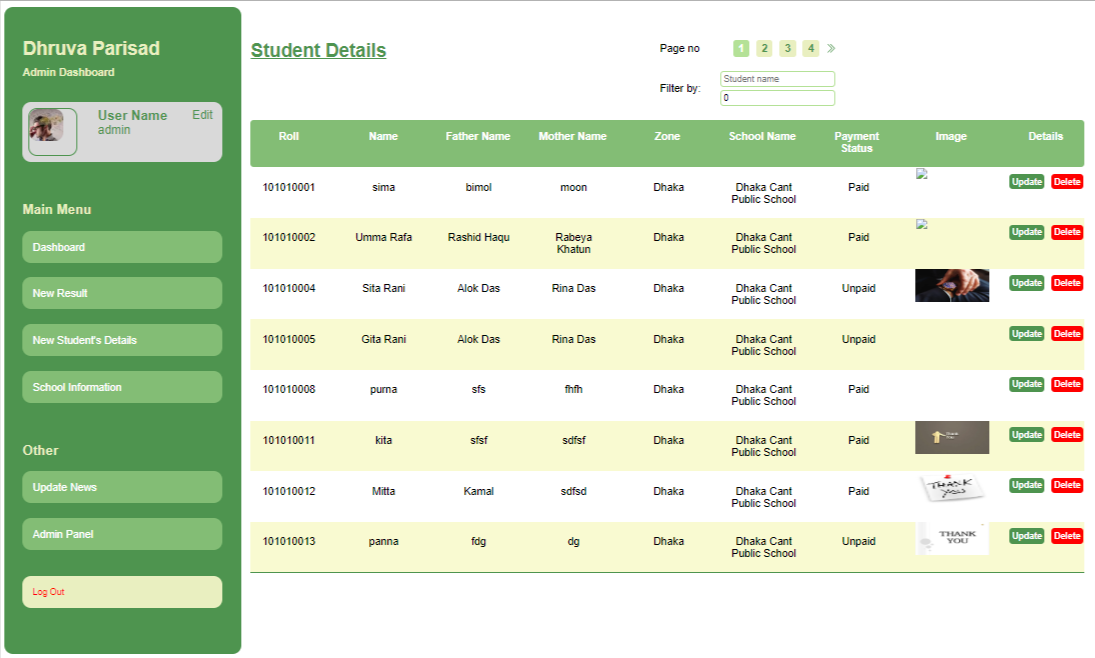 Dhruva Parisad
Admin Dashboard
User Name
Edit
admin
Main Menu
Dashboard
New Result
New Student's Details
School Information
Other
Update News
Admin Panel
Log Out
Student Details
Page no 1 2 3 4 »
Filter by:
Student name
0
Roll Name Father Name Mother Name Zone School Name Payment Status Image Details
101010001 sima bimol moon Dhaka Dhaka Cant Public School Paid Update Delete
101010002 Umma Rafa Rashid Haqu Rabeya Khatun Dhaka Dhaka Cant Public School Paid Update Delete
101010004 Sita Rani Alok Das Rina Das Dhaka Dhaka Cant Public School Unpaid Update Delete
101010005 Gita Rani Alok Das Rina Das Dhaka Dhaka Cant Public School Unpaid Update Delete
101010008 purna sfs fhfh Dhaka Dhaka Cant Public School Paid Update Delete
101010011 kita sfsf sdfsf Dhaka Dhaka Cant Public School Paid Update Delete
101010012 Mitta Kamal sdfsd Dhaka Dhaka Cant Public School Paid THANK YOU Update Delete
101010013 panna fdg dg Dhaka Dhaka Cant Public School Unpaid THANK YOU Update Delete